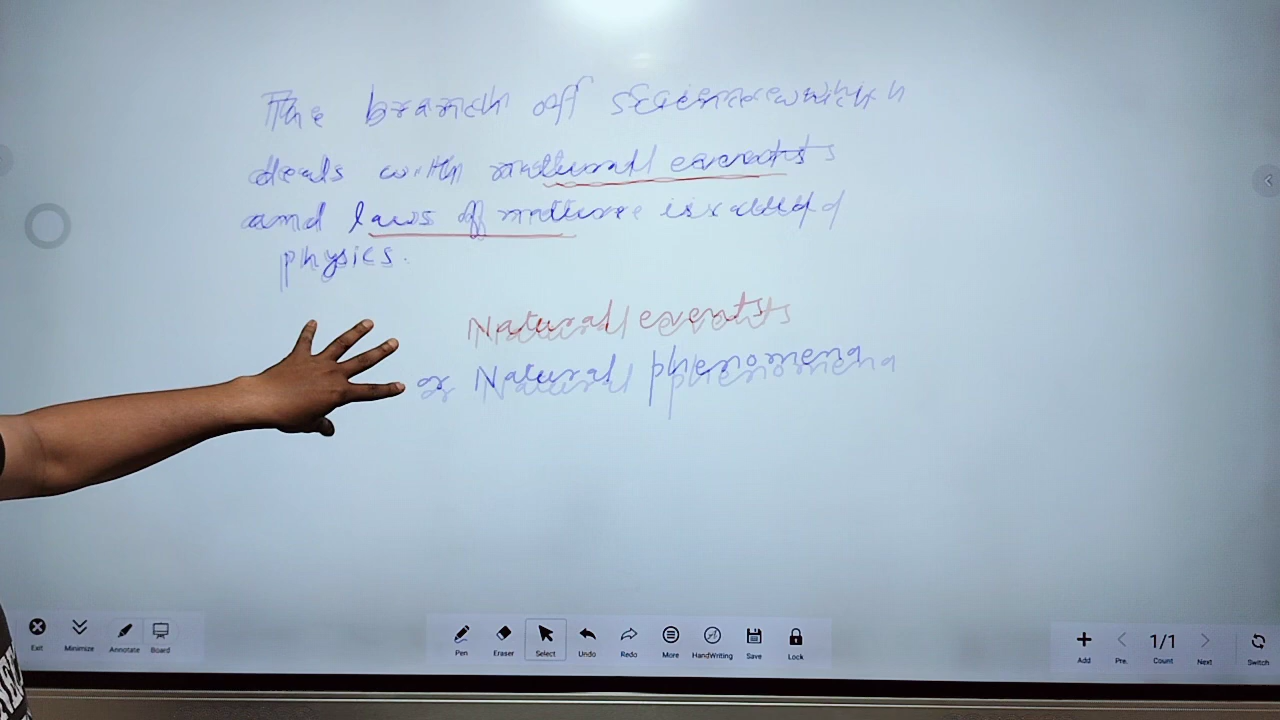 The branch of science which
deals with natural events
and laws of nature is called
physics.
Natural events
or Natural phenomena
Exit
Minimize
Annotate
Board
Pen
Eraser
Select
Undo
Redo
More
HandWriting
Save
Lock
Add
Pre.
1/1
Count
Next
Switch